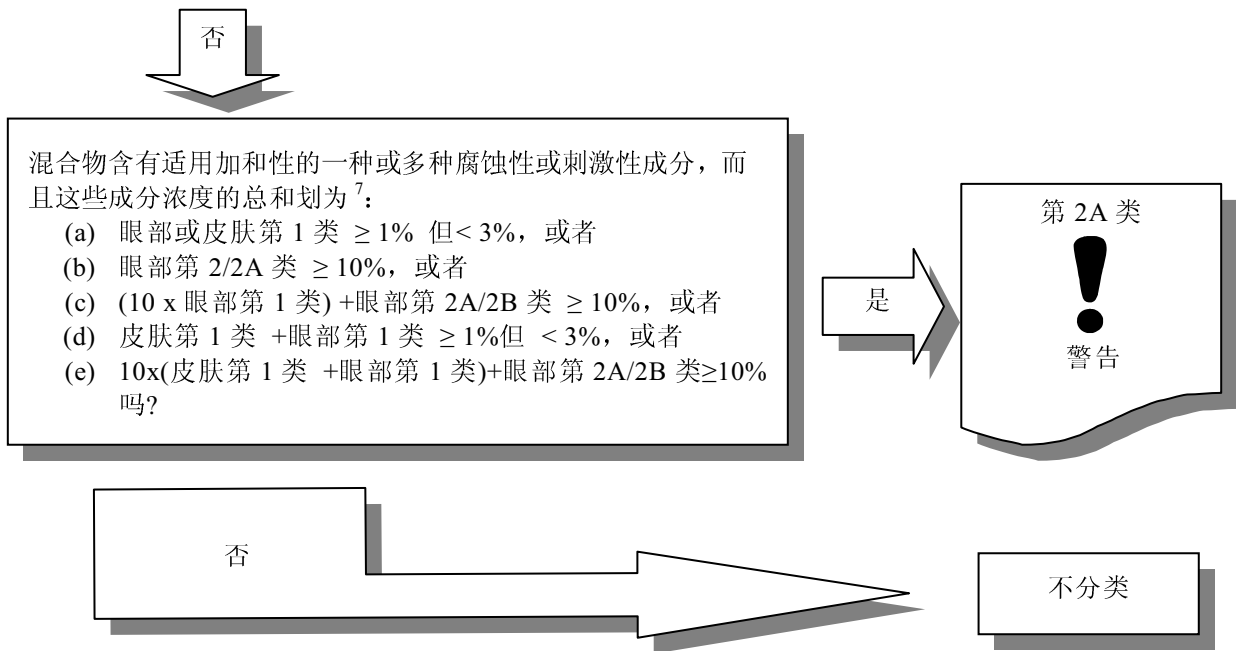 否
混合物含有适用加和性的一种或多种腐蚀性或刺激性成分，而
且这些成分浓度的总和划为 7：
(a) 眼部或皮肤第 1 类 ≥ 1% 但< 3%，或者
(b) 眼部第 2/2A 类 ≥ 10%，或者
(c) (10 x 眼部第 1 类) +眼部第 2A/2B 类 ≥ 10%，或者
(d) 皮肤第 1 类 +眼部第 1 类 ≥ 1%但 < 3%，或者
(e) 10x(皮肤第 1 类 +眼部第 1 类)+眼部第 2A/2B 类≥10%
吗?
是
第 2A 类
警告
否
不分类